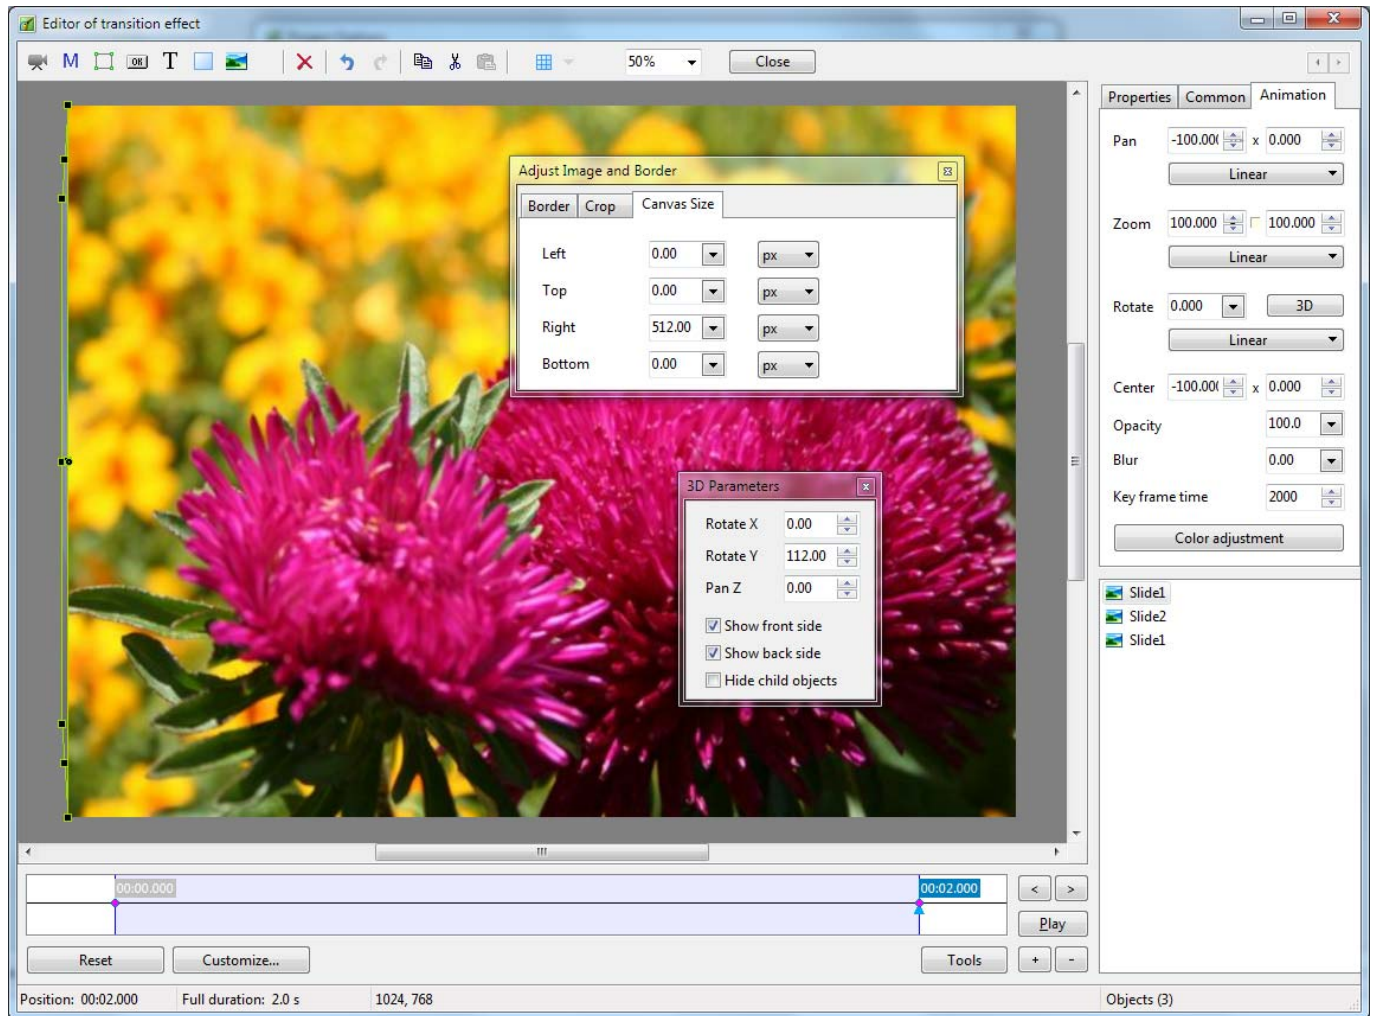 Editor of transition effect
M OK T 50% Close
Properties Common Animation
Pan -100.00( x 0.000
Linear
Zoom 100.000 100.000
Linear
Rotate 0.000 3D
Linear
Center -100.00( x 0.000
Opacity 100.0
Blur 0.00
Key frame time 2000
Color adjustment
Adjust Image and Border
Border Crop Canvas Size
Left 0.00 px
Top 0.00 px
Right 512.00 px
Bottom 0.00 px
3D Parameters
Rotate X 0.00
Rotate Y 112.00
Pan Z 0.00
Show front side
Show back side
Hide child objects
Slide1
Slide2
Slide1
00:00.000 00:02.000
< >
Play
Reset Customize... Tools + -
Position: 00:02.000 Full duration: 2.0 s 1024, 768 Objects (3)